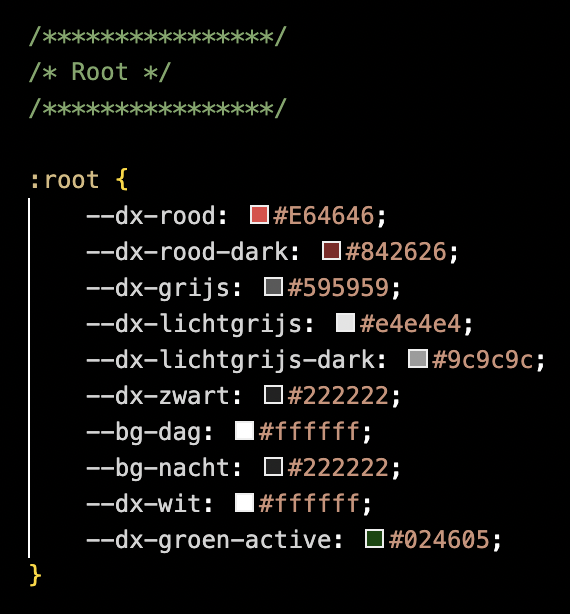 /****************/
/* Root */
/****************/
:root {
--dx-rood: #E64646;
--dx-rood-dark: #842626;
--dx-grijs: #595959;
--dx-lichtgrijs: #e4e4e4;
--dx-lichtgrijs-dark: #9c9c9c;
--dx-zwart: #222222;
--bg-dag: #ffffff;
--bg-nacht: #222222;
--dx-wit: #ffffff;
--dx-groen-active: #024605;
}